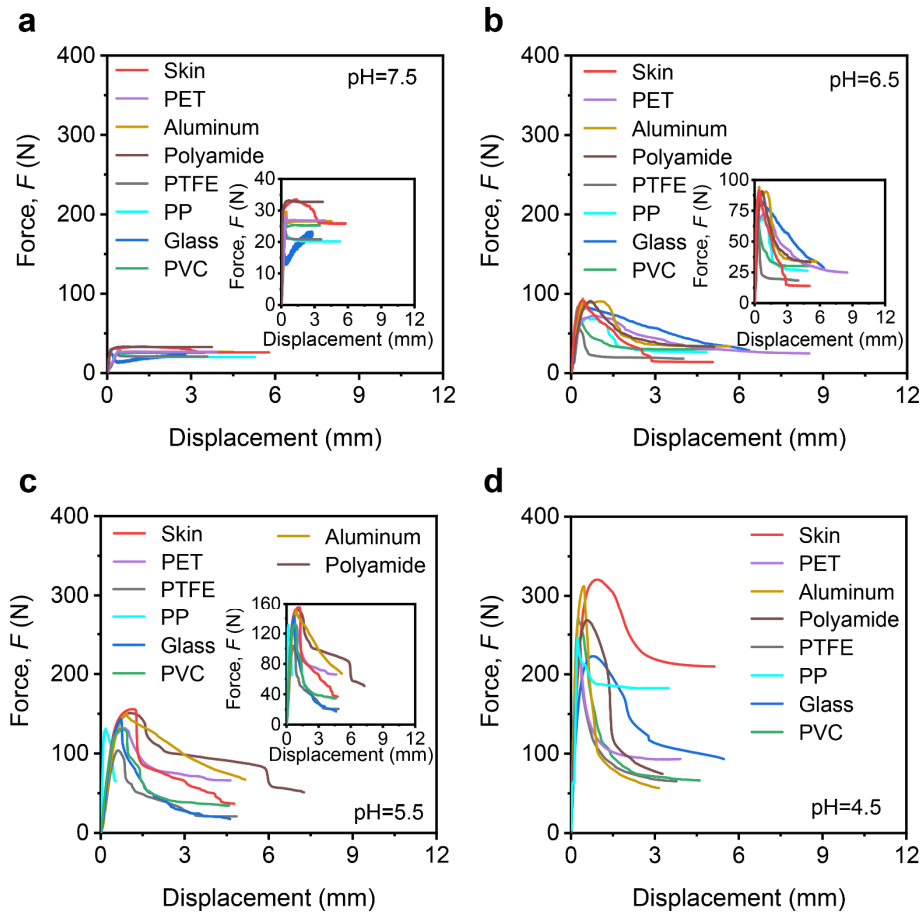 a
pH=7.5
Skin
PET
Aluminum
Polyamide
PTFE
PP
Glass
PVC
Force, F (N)
400
300
200
100
0
0 3 6 9 12
Displacement (mm)
Force, F (N)
40
30
20
10
0
0 3 6 9 12
Displacement (mm)
b
pH=6.5
Skin
PET
Aluminum
Polyamide
PTFE
PP
Glass
PVC
Force, F (N)
400
300
200
100
0
0 3 6 9 12
Displacement (mm)
Force, F (N)
100
75
50
25
0
0 3 6 9 12
Displacement (mm)
c
Skin
PET
PTFE
PP
Glass
PVC
Aluminum
Polyamide
pH=5.5
Force, F (N)
400
300
200
100
0
0 3 6 9 12
Displacement (mm)
Force, F (N)
160
120
80
40
0
0 3 6 9 12
Displacement (mm)
d
Skin
PET
Aluminum
Polyamide
PTFE
PP
Glass
PVC
pH=4.5
Force, F (N)
400
300
200
100
0
0 3 6 9 12
Displacement (mm)